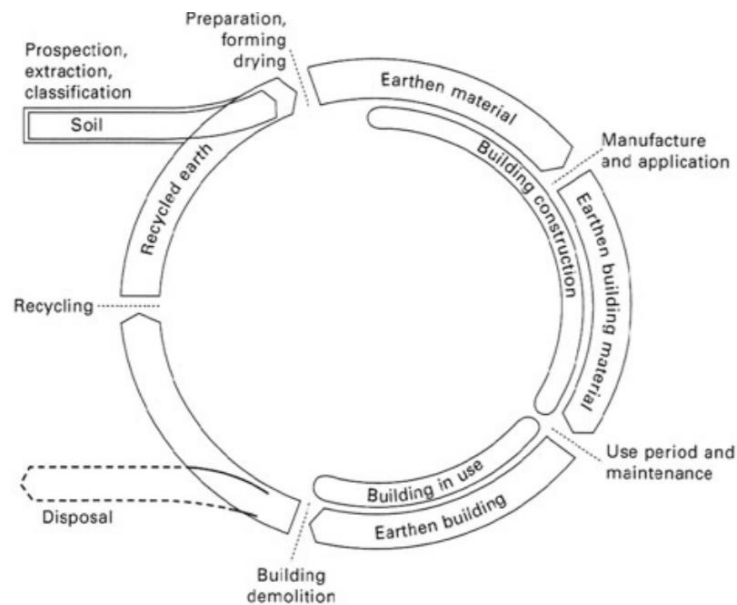 Preparation,
forming
drying
Prospection,
extraction,
classification
Soil
Earthen material
Building construction
Manufacture
and application
Recycled earth
Earthen building material
Recycling
Use period and
maintenance
Building in use
Earthen building
Disposal
Building
demolition